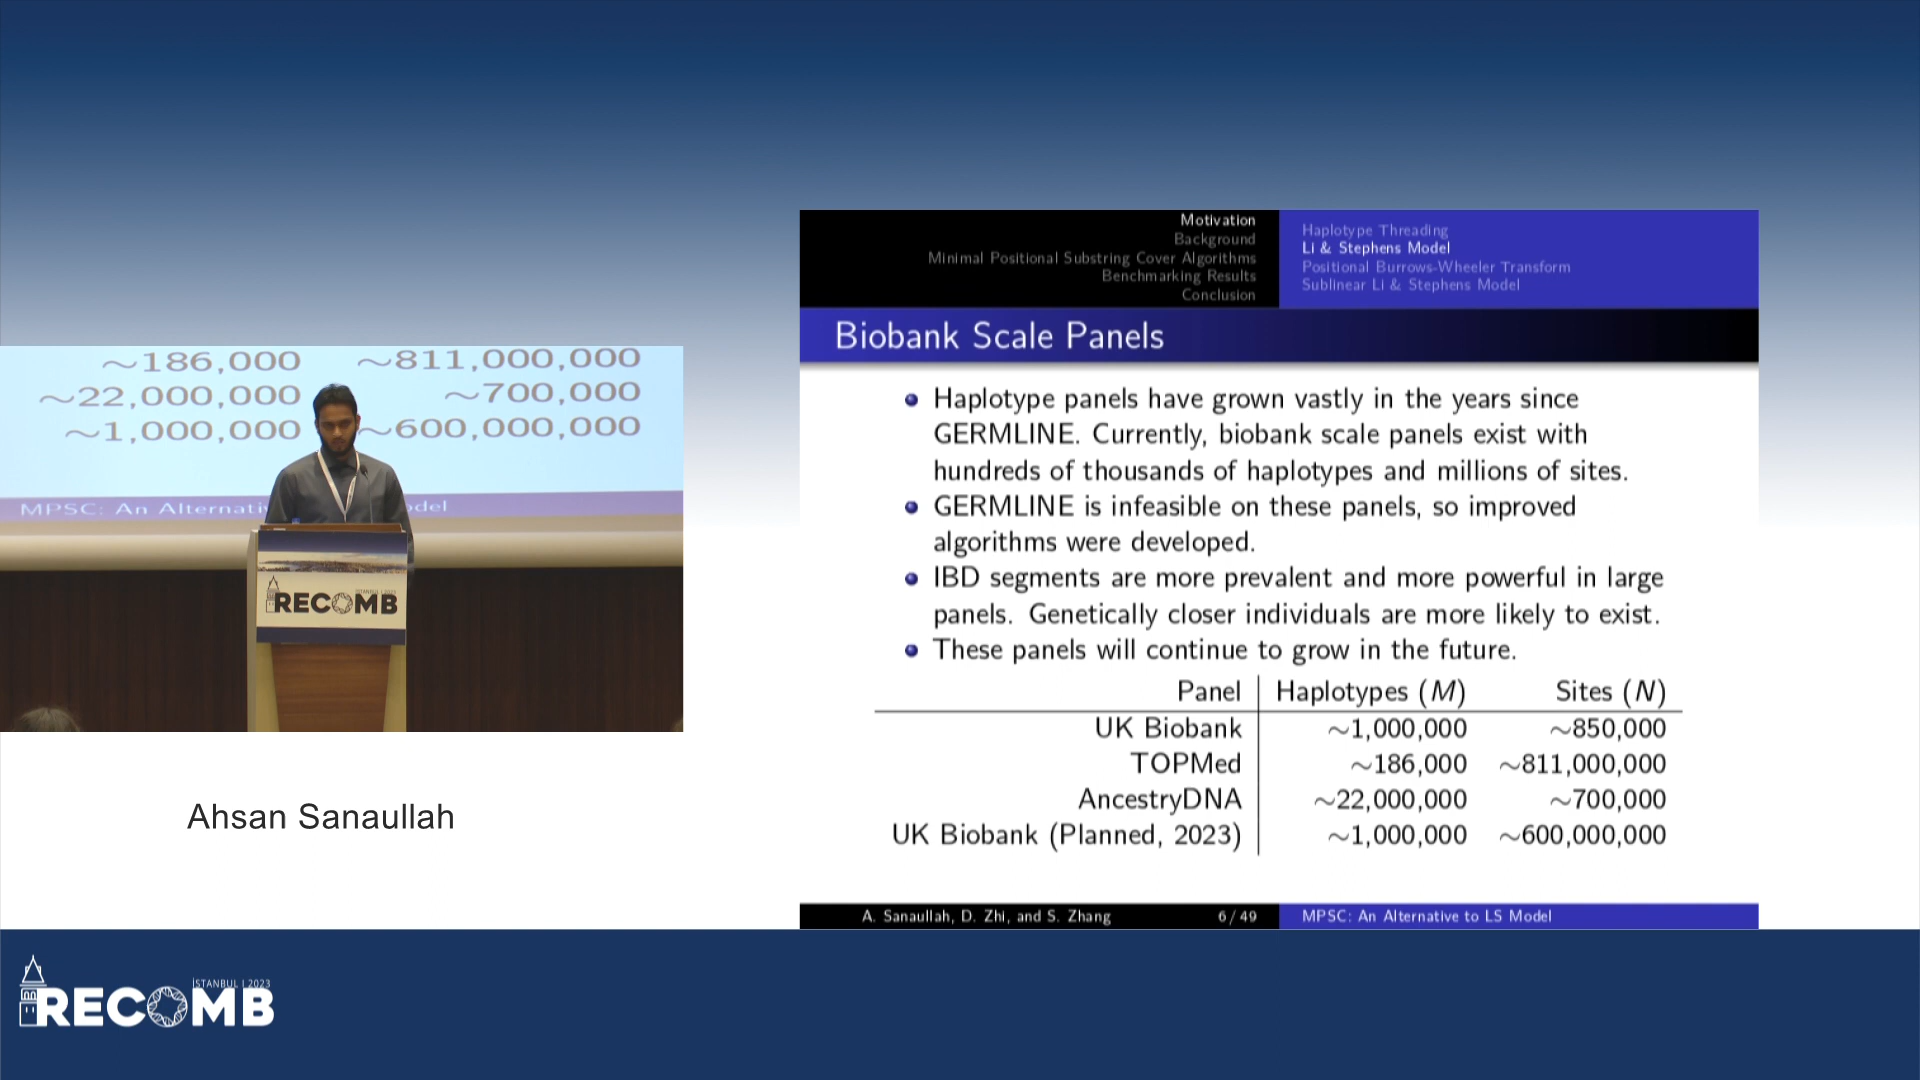 Motivation
Background
Minimal Positional Substring Cover Algorithms
Benchmarking Results
Conclusion
Haplotype Threading
Li & Stephens Model
Positional Burrows-Wheeler Transform
Sublinear Li & Stephens Model
Biobank Scale Panels
Haplotype panels have grown vastly in the years since
GERMLINE. Currently, biobank scale panels exist with
hundreds of thousands of haplotypes and millions of sites.
GERMLINE is infeasible on these panels, so improved
algorithms were developed.
IBD segments are more prevalent and more powerful in large
panels. Genetically closer individuals are more likely to exist.
These panels will continue to grow in the future.
Panel Haplotypes (M) Sites (N)
UK Biobank ~1,000,000 ~850,000
TOPMed ~186,000 ~811,000,000
AncestryDNA ~22,000,000 ~700,000
UK Biobank (Planned, 2023) ~1,000,000 ~600,000,000
A. Sanaullah, D. Zhi, and S. Zhang 6 / 49 MPSC: An Alternative to LS Model
~186,000 ~811,000,000
~22,000,000 ~700,000
~1,000,000 ~600,000,000
MPSC: An
RECOMB
Ahsan Sanaullah
İSTANBUL | 2023
RECOMB